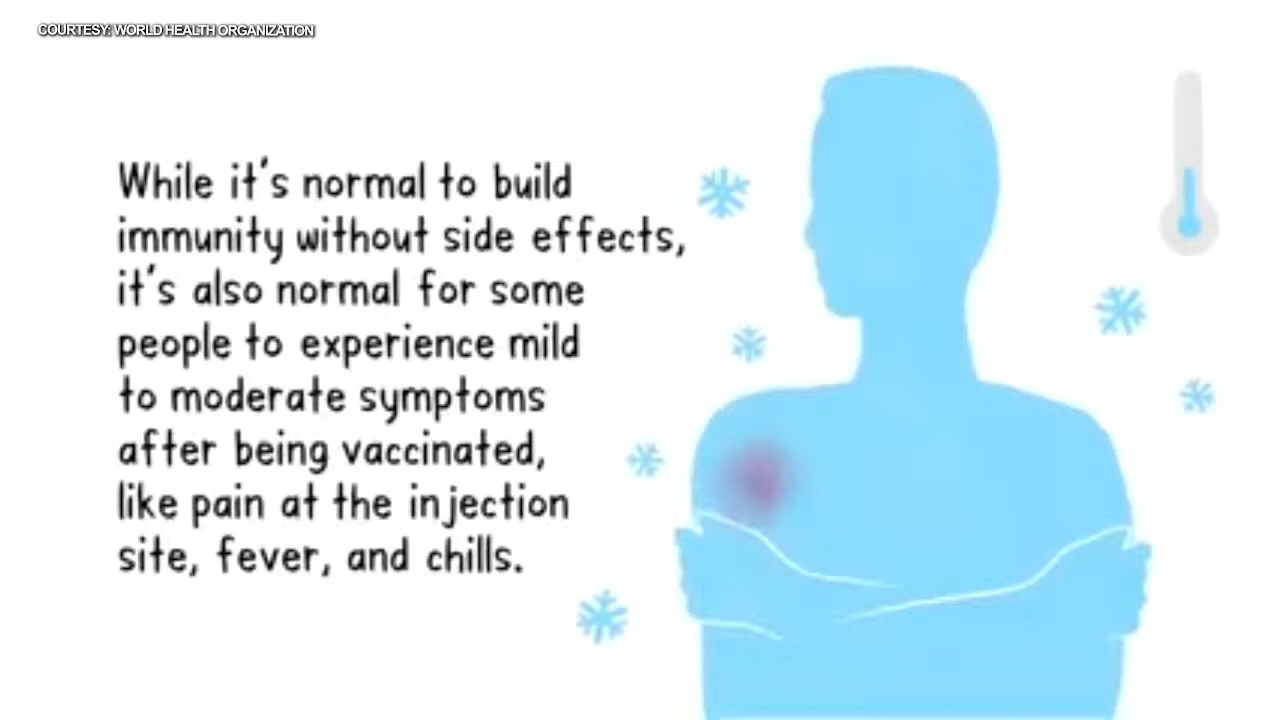 COURTESY: WORLD HEALTH ORGANIZATION
While it's normal to build
immunity without side effects,
it's also normal for some
people to experience mild
to moderate symptoms
after being vaccinated,
like pain at the injection
site, fever, and chills.